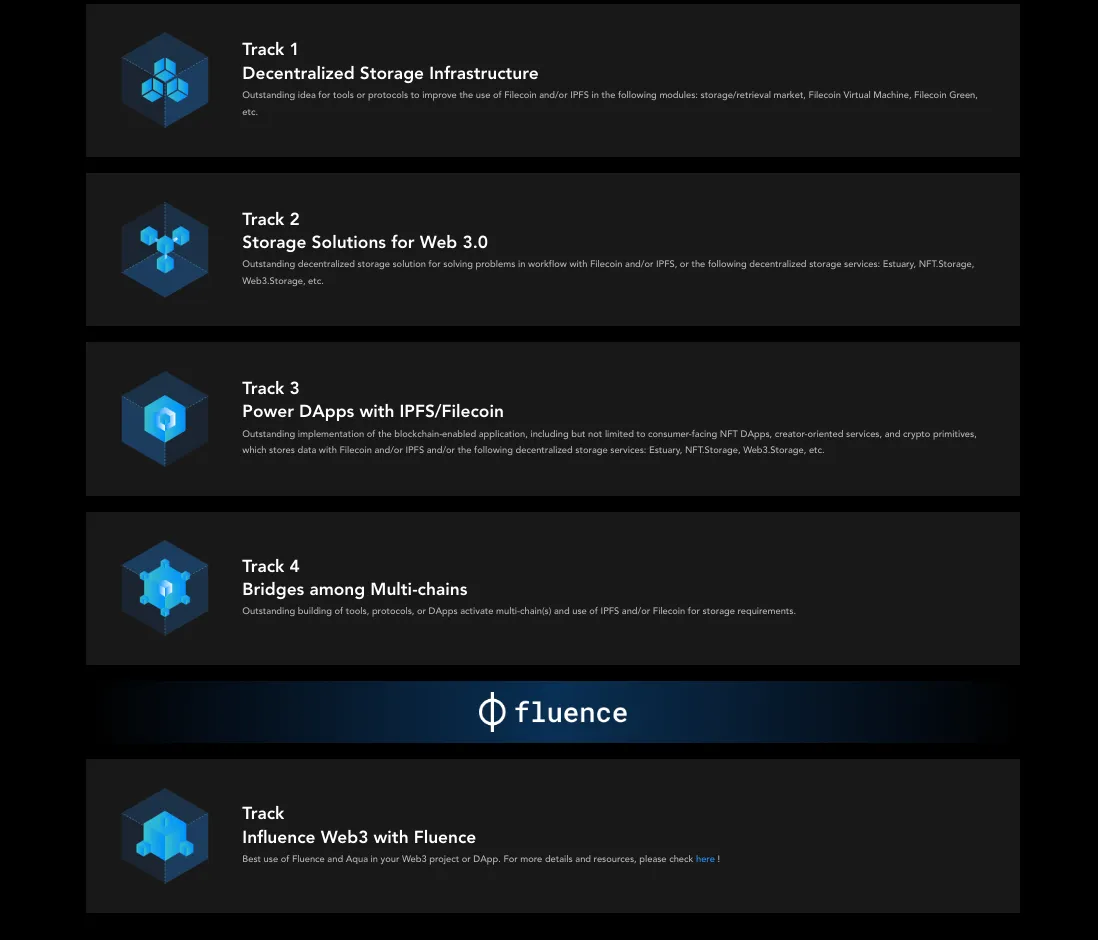 Track 1
Decentralized Storage Infrastructure
Outstanding idea for tools or protocols to improve the use of Filecoin and/or IPFS in the following modules: storage/retrieval market, Filecoin Virtual Machine, Filecoin Green,
etc.
Track 2
Storage Solutions for Web 3.0
Outstanding decentralized storage solution for solving problems in workflow with Filecoin and/or IPFS, or the following decentralized storage services: Estuary, NFT.Storage,
Web3.Storage, etc.
Track 3
Power DApps with IPFS/Filecoin
Outstanding implementation of the blockchain-enabled application, including but not limited to consumer-facing NFT DApps, creator-oriented services, and crypto primitives,
which stores data with Filecoin and/or IPFS and/or the following decentralized storage services: Estuary, NFT.Storage, Web3.Storage, etc.
Track 4
Bridges among Multi-chains
Outstanding building of tools, protocols, or DApps activate multi-chain(s) and use of IPFS and/or Filecoin for storage requirements.
fluence
Track
Influence Web3 with Fluence
Best use of Fluence and Aqua in your Web3 project or DApp. For more details and resources, please check here !